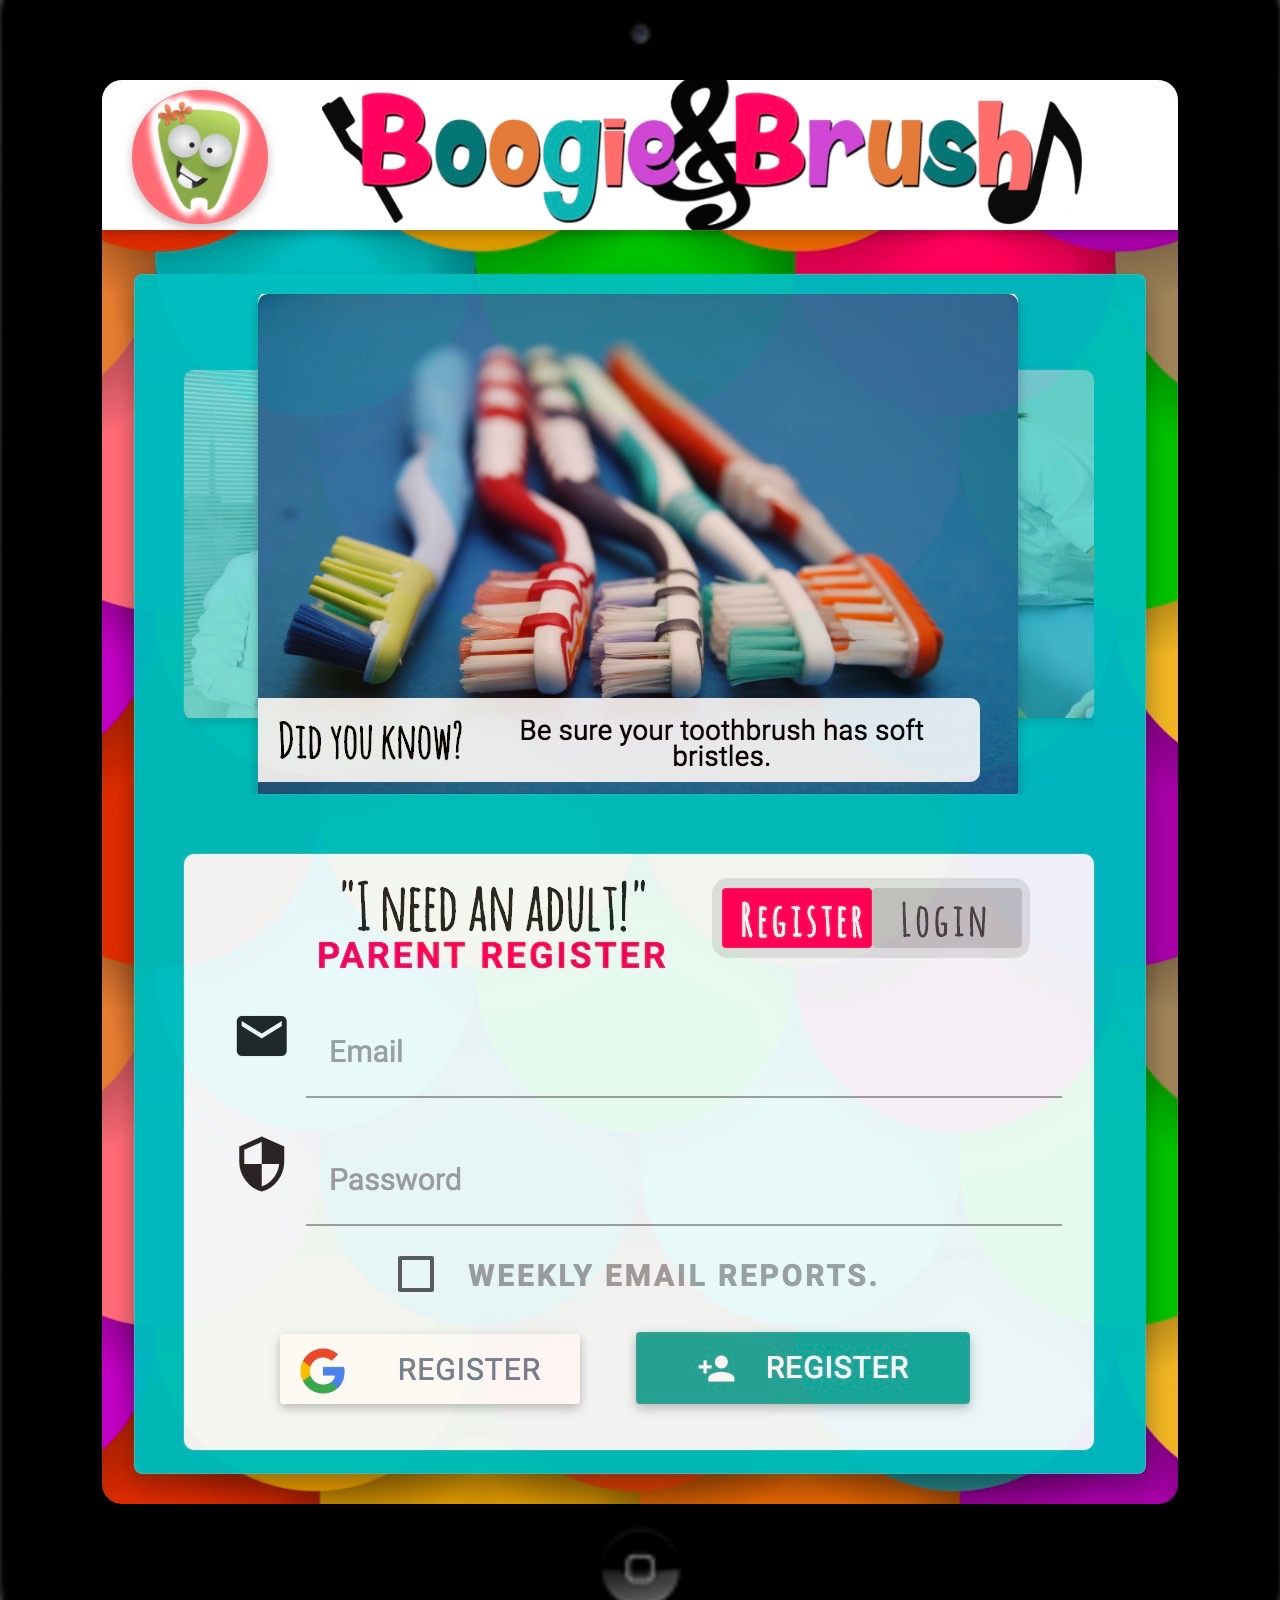 Boogie & Brush
DID YOU KNOW?
Be sure your toothbrush has soft
bristles.
"I NEED AN ADULT!"
PARENT REGISTER
REGISTER
LOGIN
Email
Password
WEEKLY EMAIL REPORTS.
REGISTER
REGISTER